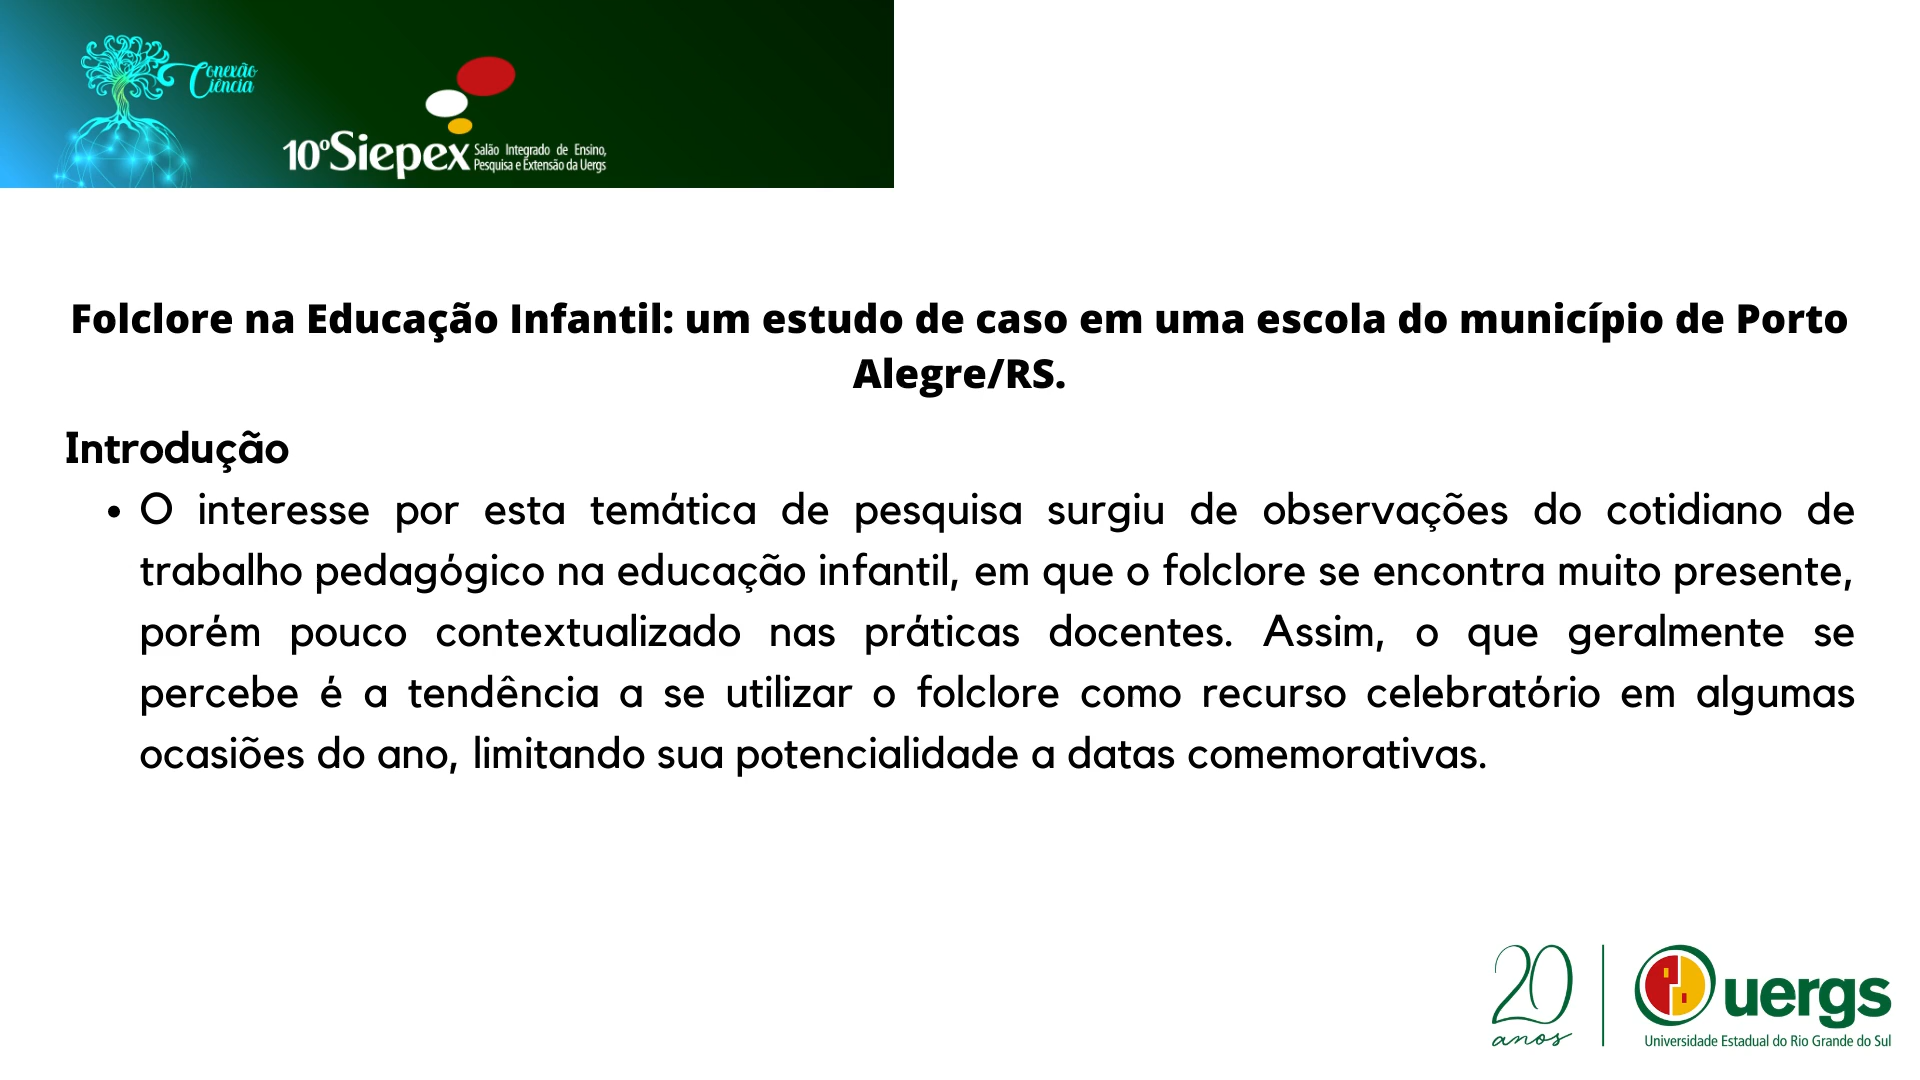 Conexão
Ciência
10º Siepex
Salão Integrado de Ensino,
Pesquisa e Extensão da Uergs
Folclore na Educação Infantil: um estudo de caso em uma escola do município de Porto
Alegre/RS.
Introdução
• O interesse por esta temática de pesquisa surgiu de observações do cotidiano de
trabalho pedagógico na educação infantil, em que o folclore se encontra muito presente,
porém pouco contextualizado nas práticas docentes. Assim, o que geralmente se
percebe é a tendência a se utilizar o folclore como recurso celebratório em algumas
ocasiões do ano, limitando sua potencialidade a datas comemorativas.
20
anos
uergs
Universidade Estadual do Rio Grande do Sul